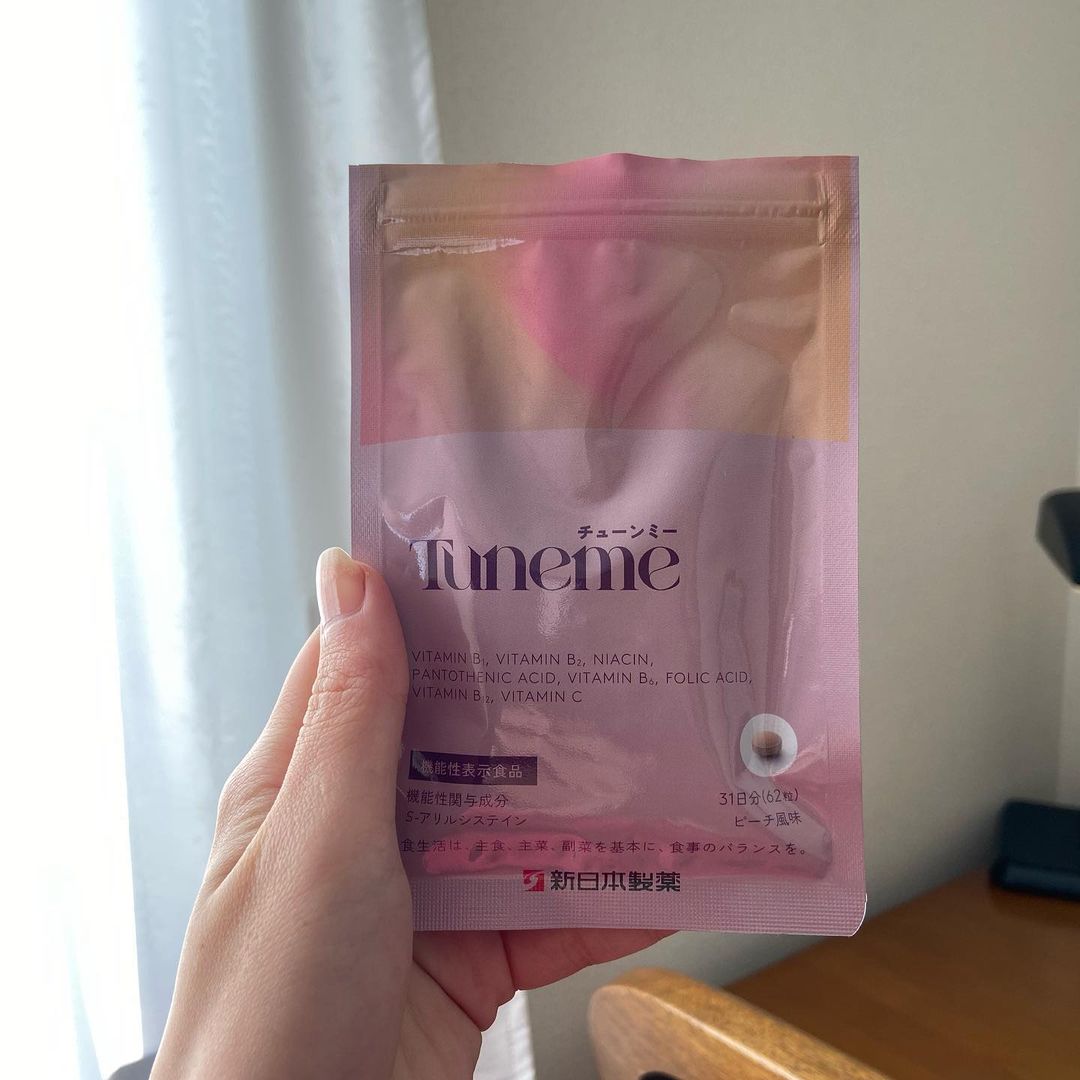 チューンミー
Tuneme
VITAMIN B₁, VITAMIN B₂, NIACIN,
PANTOTHENIC ACID, VITAMIN B₆, FOLIC ACID,
VITAMIN B₁₂, VITAMIN C
機能性表示食品
機能性関与成分
S-アリルシステイン
31日分(62粒)
ピーチ風味
食生活は、主食、主菜、副菜を基本に、食事のバランスを。
新日本製薬